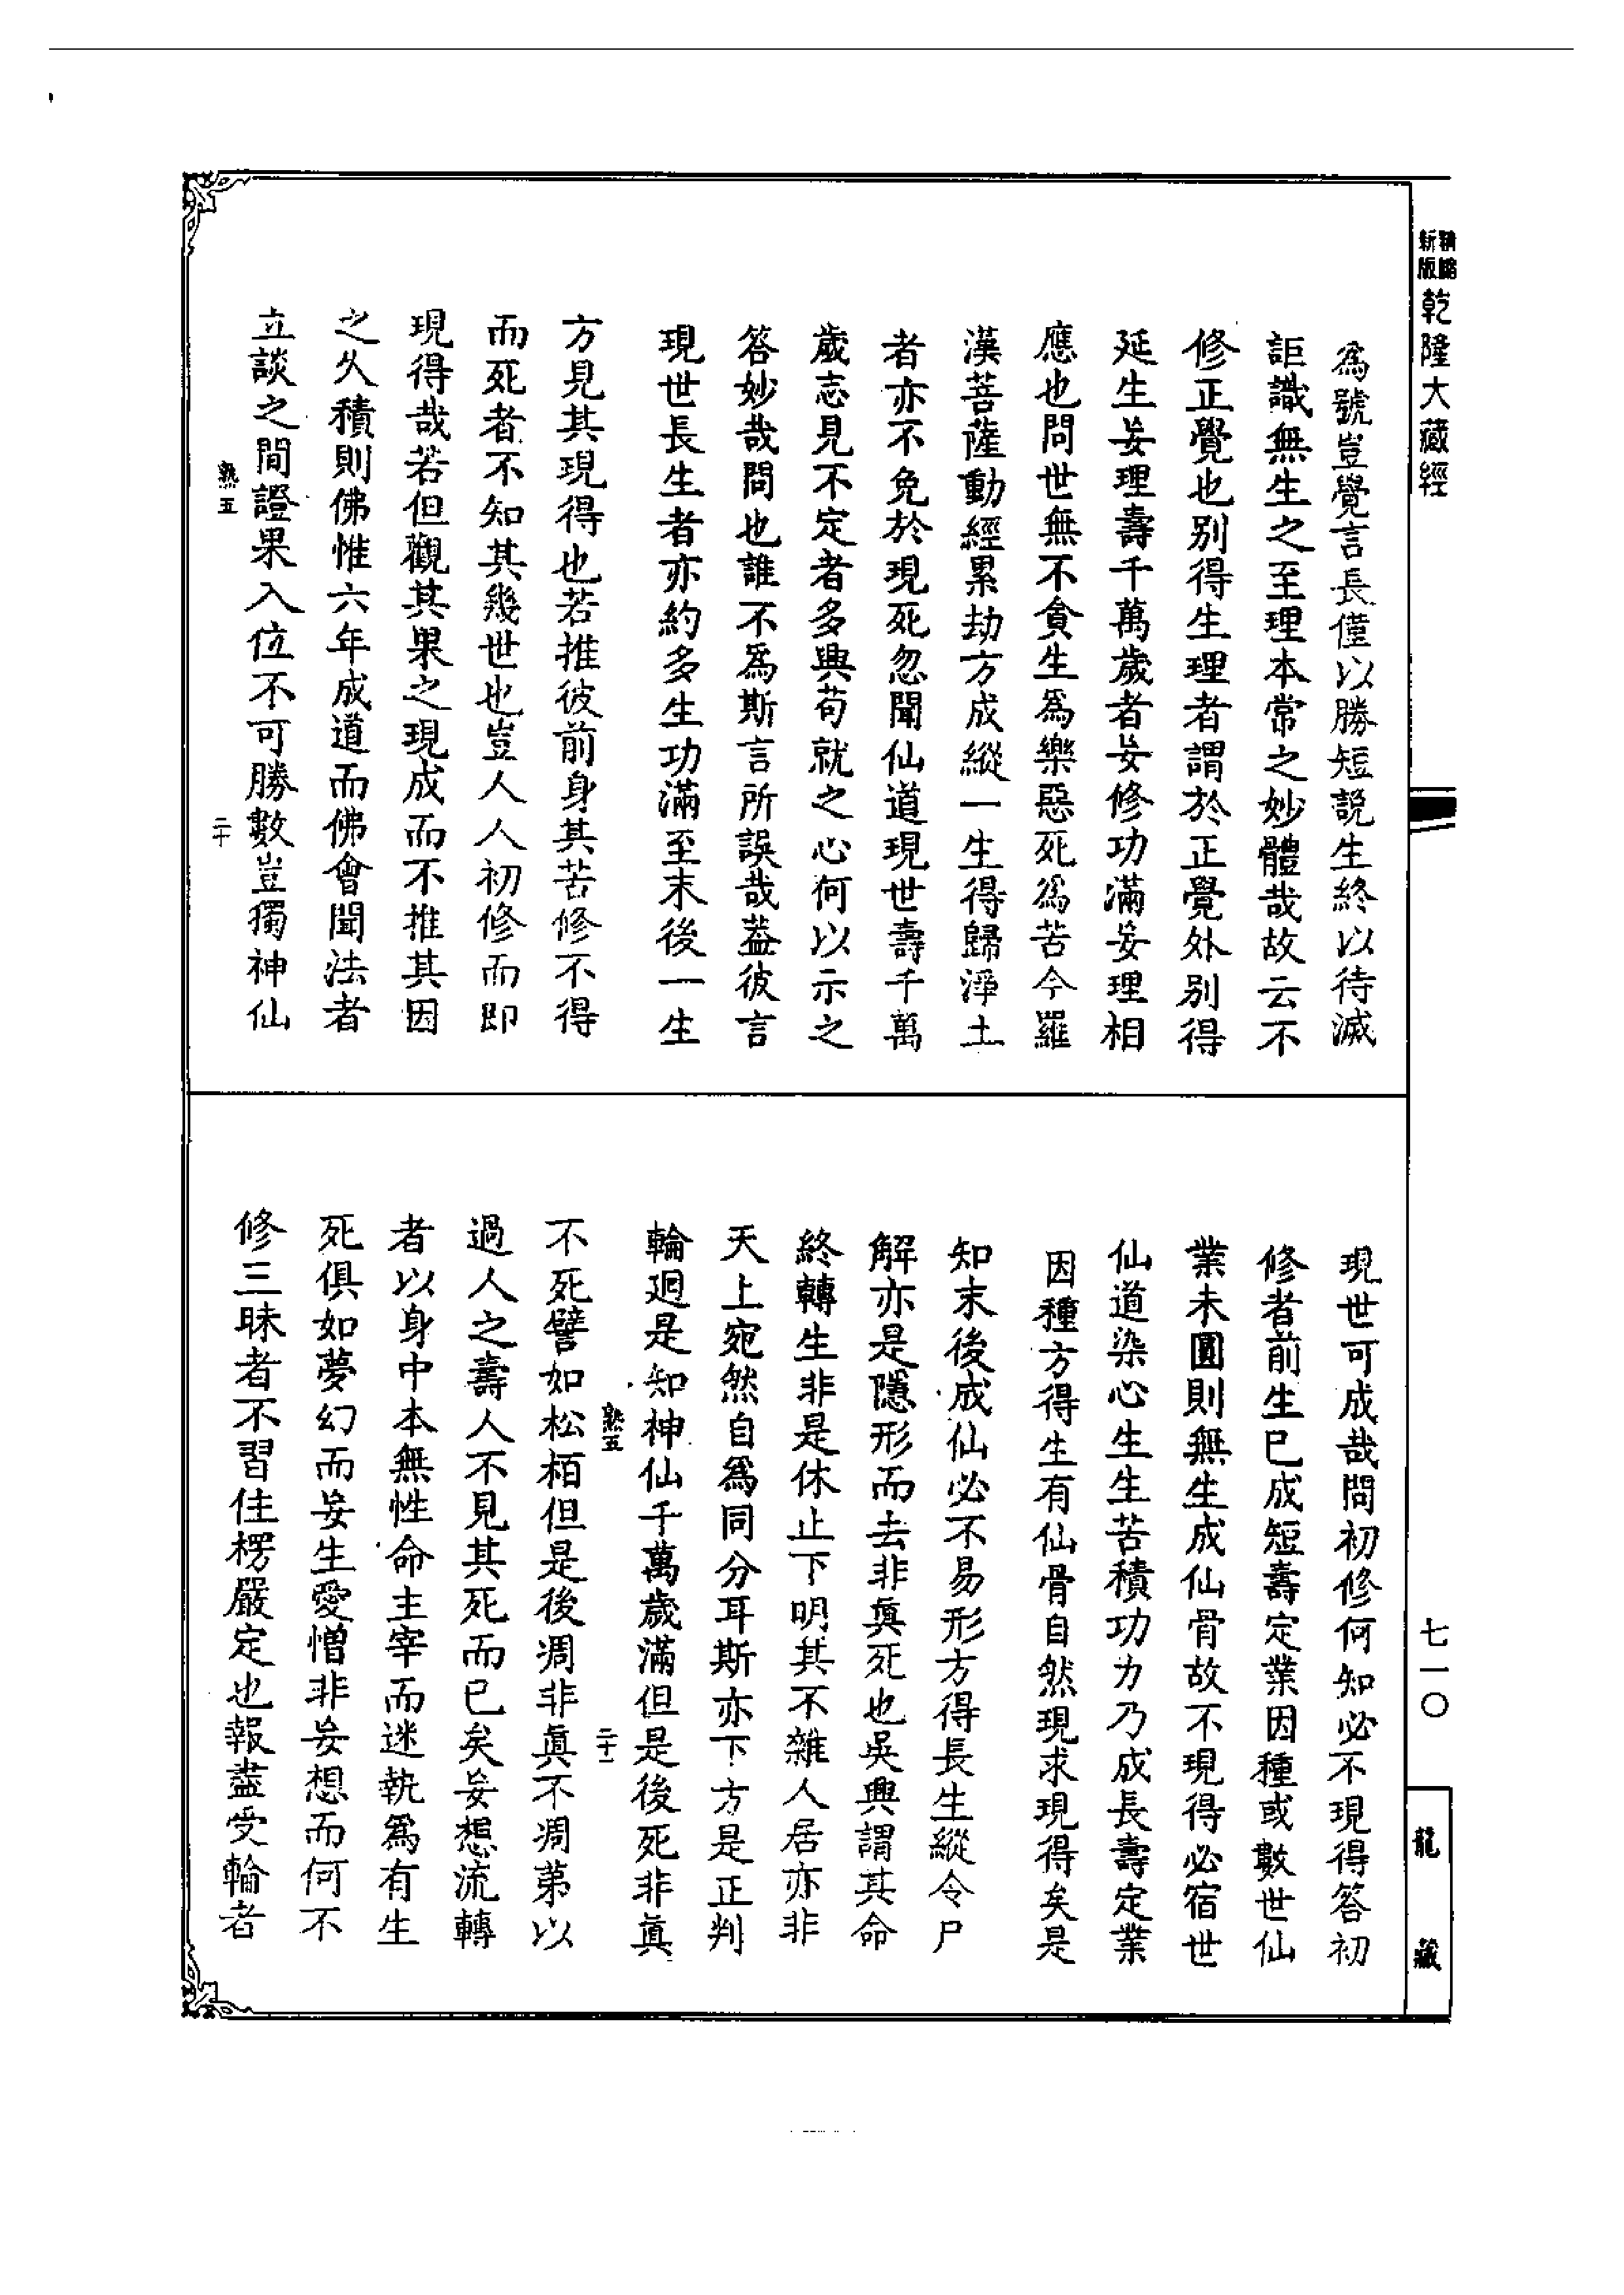 精縮新版乾隆大藏經
為號豈覺言長僅以勝短說生終以待滅
詎識無生之至理本常之妙體哉故云不
修正覺也別得生理者謂於正覺外別得
延生妄理壽千萬歲者妄修功滿妄理相
應也問世無不貪生為樂惡死為苦今羅
漢菩薩動經累劫方成縱一生得歸淨土
者亦不免於現死忽聞仙道現世壽千萬
歲志見不定者多興苟就之心何以示之
答妙哉問也誰不為斯言所誤哉葢彼言
現世長生者亦約多生功滿至末後一生
方見其現得也若推彼前身其苦修不得
而死者不知其幾世也豈人人初修而即
現得哉若但觀其果之現成而不推其因
之久積則佛惟六年成道而佛會聞法者
立談之間證果入位不可勝數豈獨神仙
熟五
二十
現世可成哉問初修何知必不現得答初
修者前生已成短壽定業因種或數世仙
業未圓則無生成仙骨故不現得必宿世
仙道染心生生苦積功力乃成長壽定業
因種方得生有仙骨自然現求現得矣是
知末後成仙必不易形方得長生縱令尸
解亦是隱形而去非眞死也吳興謂其命
終轉生非是休止下明其不雜人居亦非
天上宛然自為同分耳斯亦下方是正判
輪廻是知神仙千萬歲滿但是後死非眞
熟五
二十一
不死譬如松栢但是後凋非眞不凋苐以
過人之壽人不見其死而已矣妄想流轉
者以身中本無性命主宰而迷執為有生
死俱如夢幻而妄生愛憎非妄想而何不
修三昧者不習住楞嚴定也報盡受輪者
七一〇
龍藏